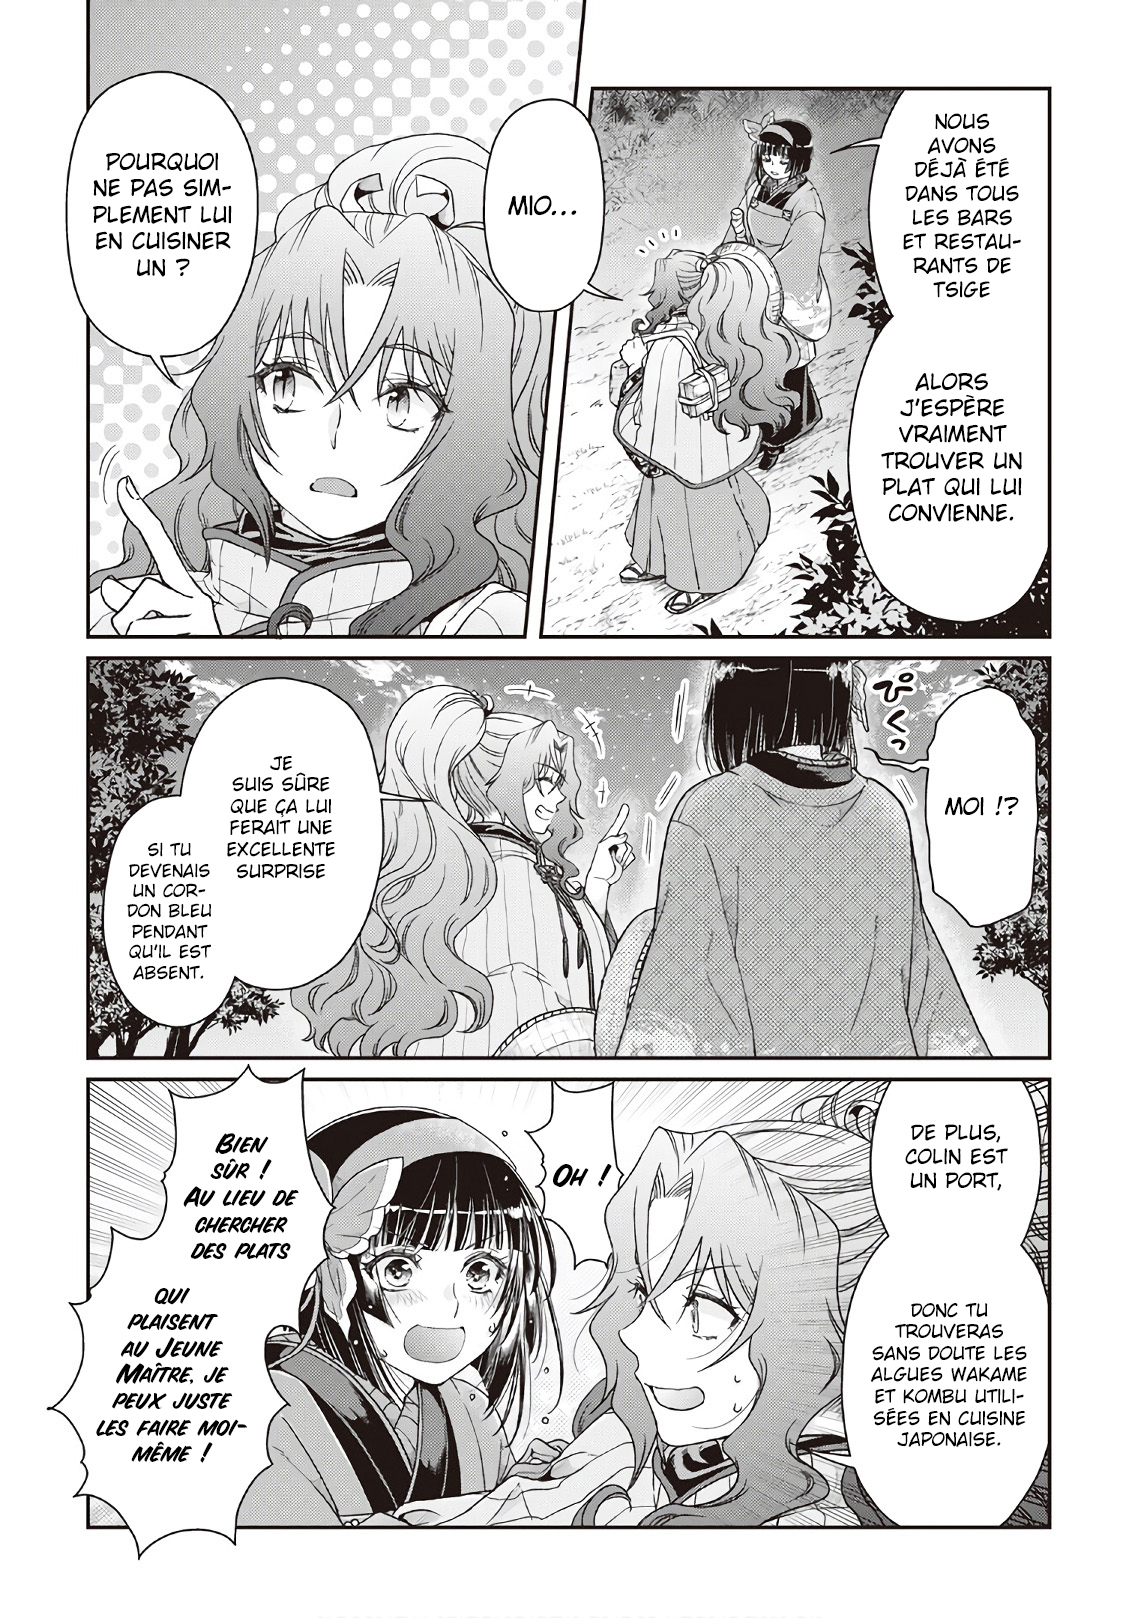 NOUS
AVONS
DÉJÀ ÉTÉ
DANS TOUS
LES BARS
ET RESTAU-
RANTS DE
TSIGE
ALORS
J'ESPÈRE
VRAIMENT
TROUVER UN
PLAT QUI LUI
CONVIENNE.
MIO...
POURQUOI
NE PAS SIM-
PLEMENT LUI
EN CUISINER
UN ?
ぴくっ
MOI !?
JE
SUIS SÛRE
QUE ÇA LUI
FERAIT UNE
EXCELLENTE
SURPRISE
SI TU
DEVENAIS
UN COR-
DON BLEU
PENDANT
QU'IL EST
ABSENT.
DE PLUS,
COLIN EST
UN PORT,
DONC TU
TROUVERAS
SANS DOUTE LES
ALGUES WAKAME
ET KOMBU UTILI-
SÉES EN CUISINE
JAPONAISE.
OH !
BIEN
SÛR !
AU LIEU DE
CHERCHER
DES PLATS
QUI
PLAISENT
AU JEUNE
MAÎTRE, JE
PEUX JUSTE
LES FAIRE MOI-
MÊME !